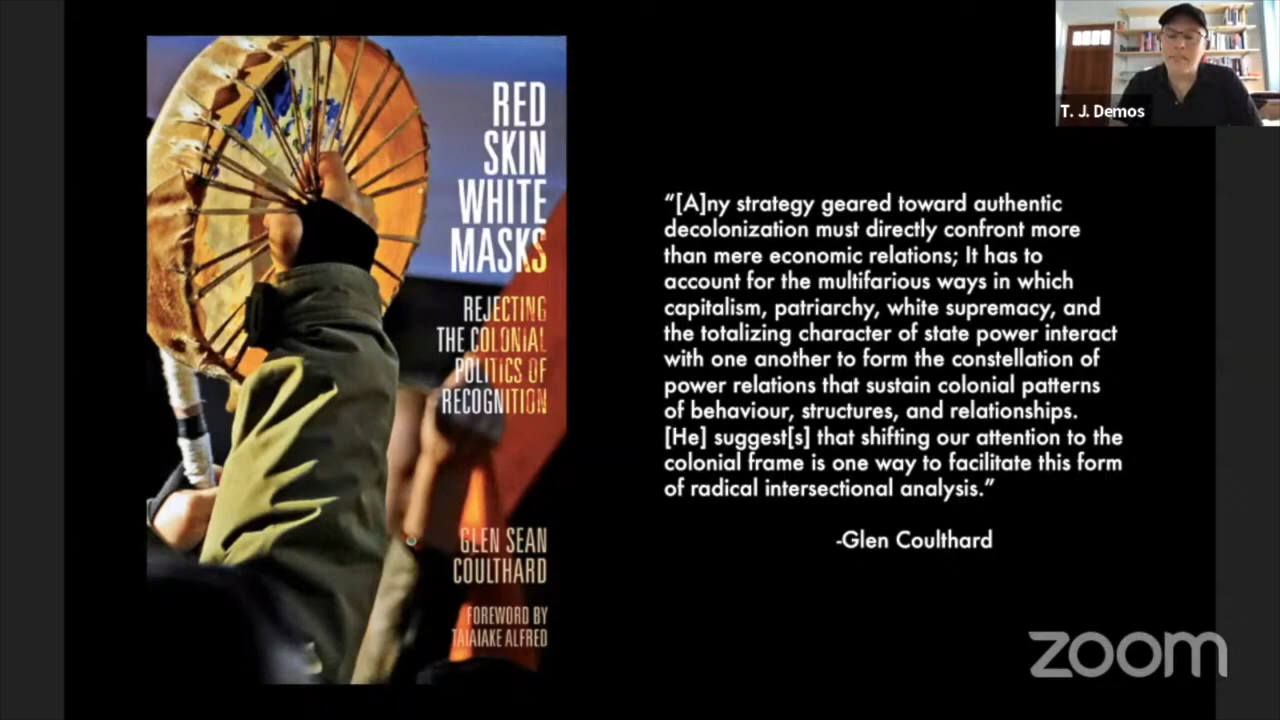 RED
SKIN
WHITE
MASKS
REJECTING
THE COLONIAL
POLITICS OF
RECOGNITION
GLEN SEAN
COULTHARD
FOREWORD BY
TAIAIAKE ALFRED
T. J. Demos
“[A]ny strategy geared toward authentic
decolonization must directly confront more
than mere economic relations; It has to
account for the multifarious ways in which
capitalism, patriarchy, white supremacy, and
the totalizing character of state power interact
with one another to form the constellation of
power relations that sustain colonial patterns
of behaviour, structures, and relationships.
[He] suggest[s] that shifting our attention to the
colonial frame is one way to facilitate this form
of radical intersectional analysis.”
-Glen Coulthard
zoom